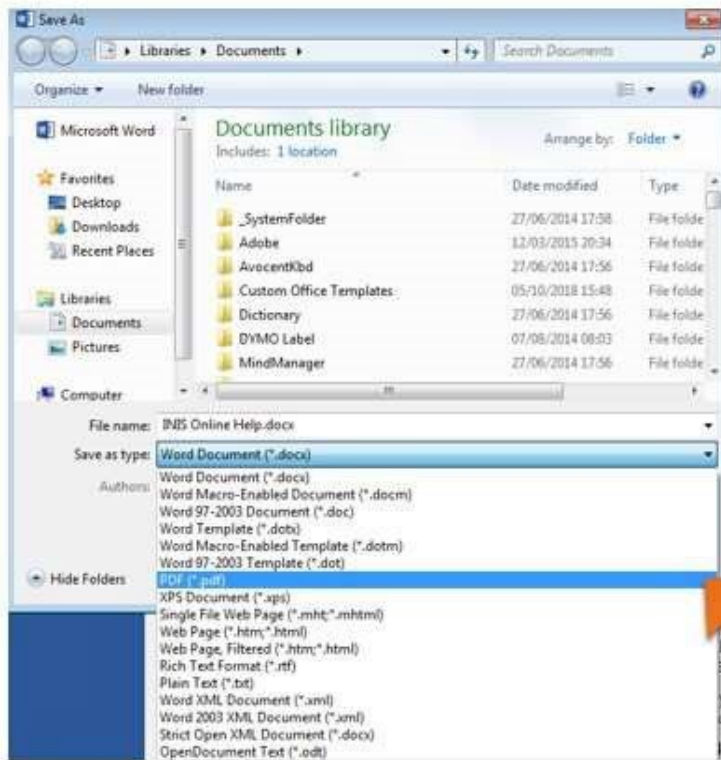 Save As
Libraries Documents Search Documents
Organize New folder
Microsoft Word
Favorites
Desktop
Downloads
Recent Places
Libraries
Documents
Pictures
Computer
Documents library
Includes: 1 location
Arrange by: Folder
Name Date modified Type
_SystemFolder 27/06/2014 17:58 File folde
Adobe 12/03/2015 20:34 File folde
AvocentKbd 27/06/2014 17:56 File folde
Custom Office Templates 05/10/2018 15:48 File folde
Dictionary 27/06/2014 17:56 File folde
DYMO Label 07/08/2014 08:03 File folde
MindManager 27/06/2014 17:56 File folde
File name: INIS Online Help.docx
Save as type: Word Document (*.docx)
Authors:
Word Document (*.docx)
Word Macro-Enabled Document (*.docm)
Word 97-2003 Document (*.doc)
Word Template (*.dotx)
Word Macro-Enabled Template (*.dotm)
Word 97-2003 Template (*.dot)
Hide Folders
PDF (*.pdf)
XPS Document (*.xps)
Single File Web Page (*.mht;*.mhtml)
Web Page (*.htm;*.html)
Web Page, Filtered (*.htm;*.html)
Rich Text Format (*.rtf)
Plain Text (*.txt)
Word XML Document (*.xml)
Word 2003 XML Document (*.xml)
Strict Open XML Document (*.docx)
OpenDocument Text (*.odt)